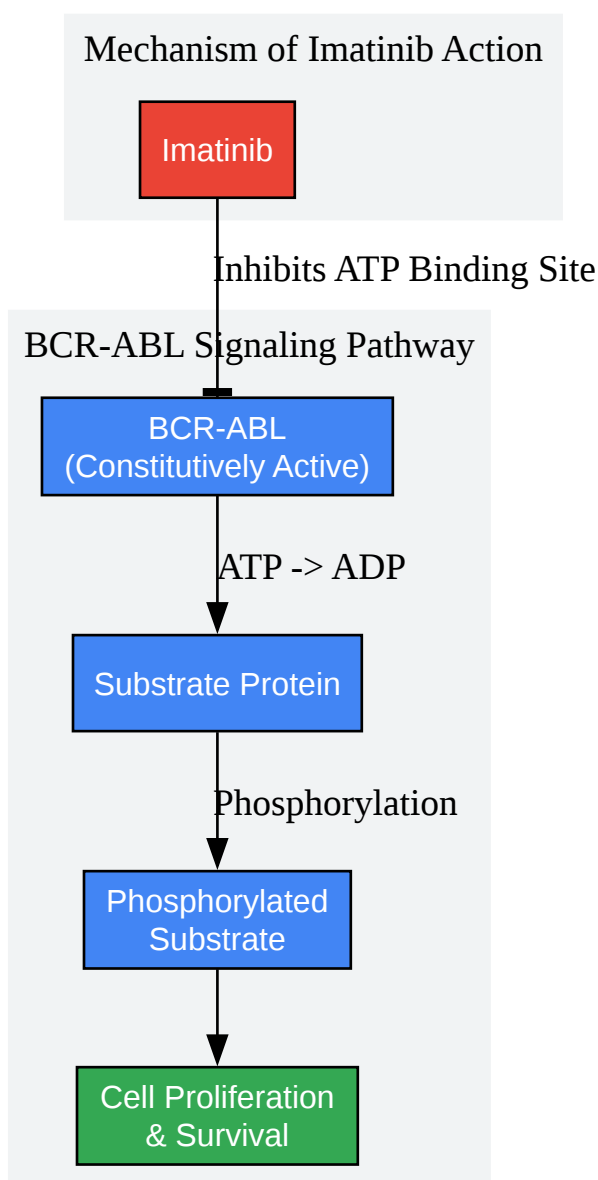 Mechanism of Imatinib Action
Imatinib
Inhibits ATP Binding Site
BCR-ABL Signaling Pathway
BCR-ABL
(Constitutively Active)
ATP -> ADP
Substrate Protein
Phosphorylation
Phosphorylated
Substrate
Cell Proliferation
& Survival